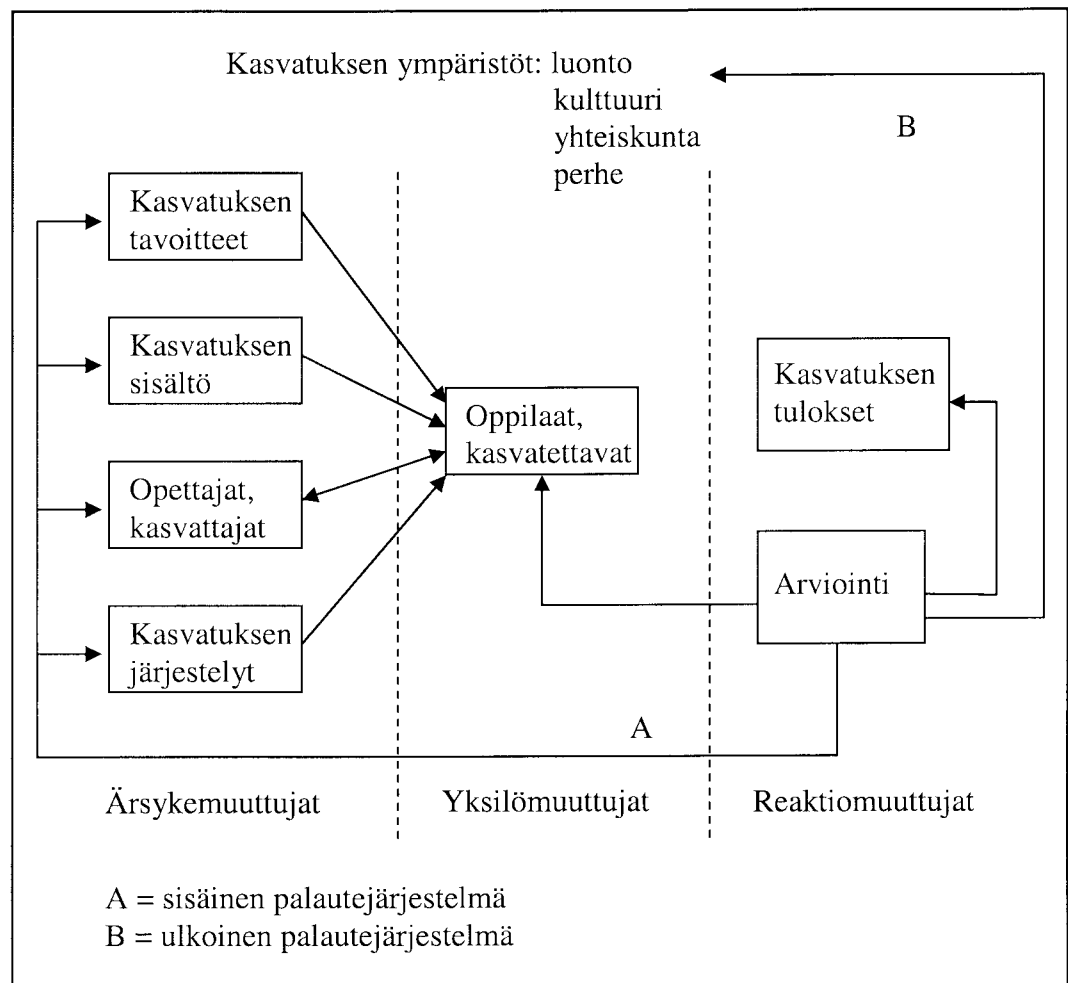 Kasvatuksen ympäristöt: luonto
kulttuuri
yhteiskunta
perhe
B
Kasvatuksen
tavoitteet
Kasvatuksen
sisältö
Opettajat,
kasvattajat
Kasvatuksen
järjestelyt
Oppilaat,
kasvatettavat
Kasvatuksen
tulokset
Arviointi
A
Ärsykemuuttujat
Yksilömuuttujat
Reaktiomuuttujat
A = sisäinen palautejärjestelmä
B = ulkoinen palautejärjestelmä